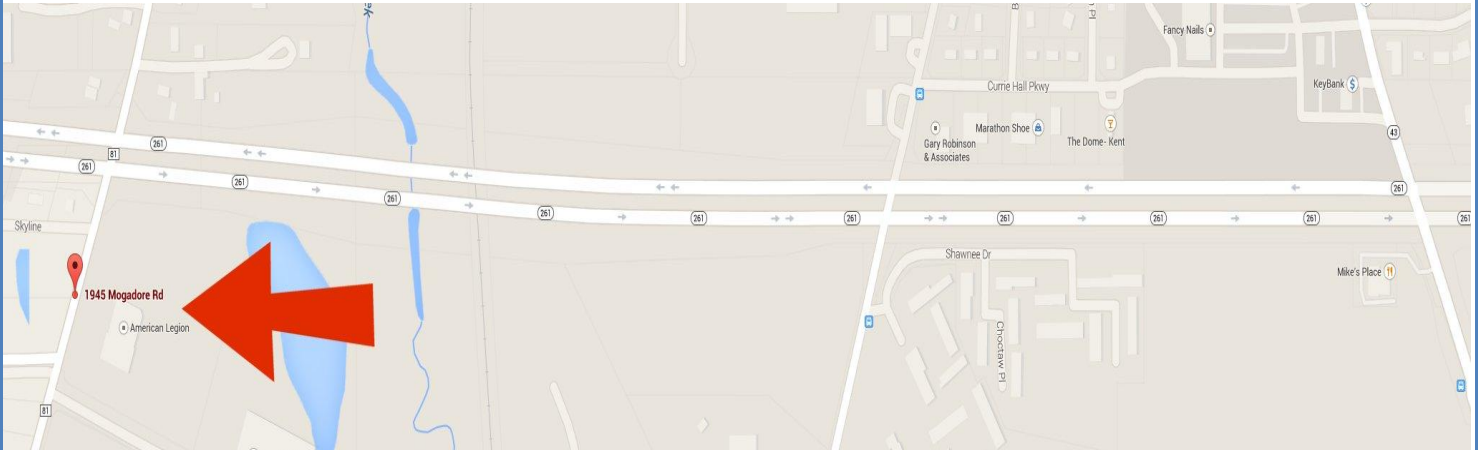 ek
B
n Pl
Fancy Nails
KeyBank
$
Currie Hall Pkwy
43
261
81
Gary Robinson
& Associates
Marathon Shoe
The Dome- Kent
261
261
261
261
261
261
261
261
261
261
261
Skyline
Shawnee Dr
Mike's Place
1945 Mogadore Rd
American Legion
Choctaw Pl
81